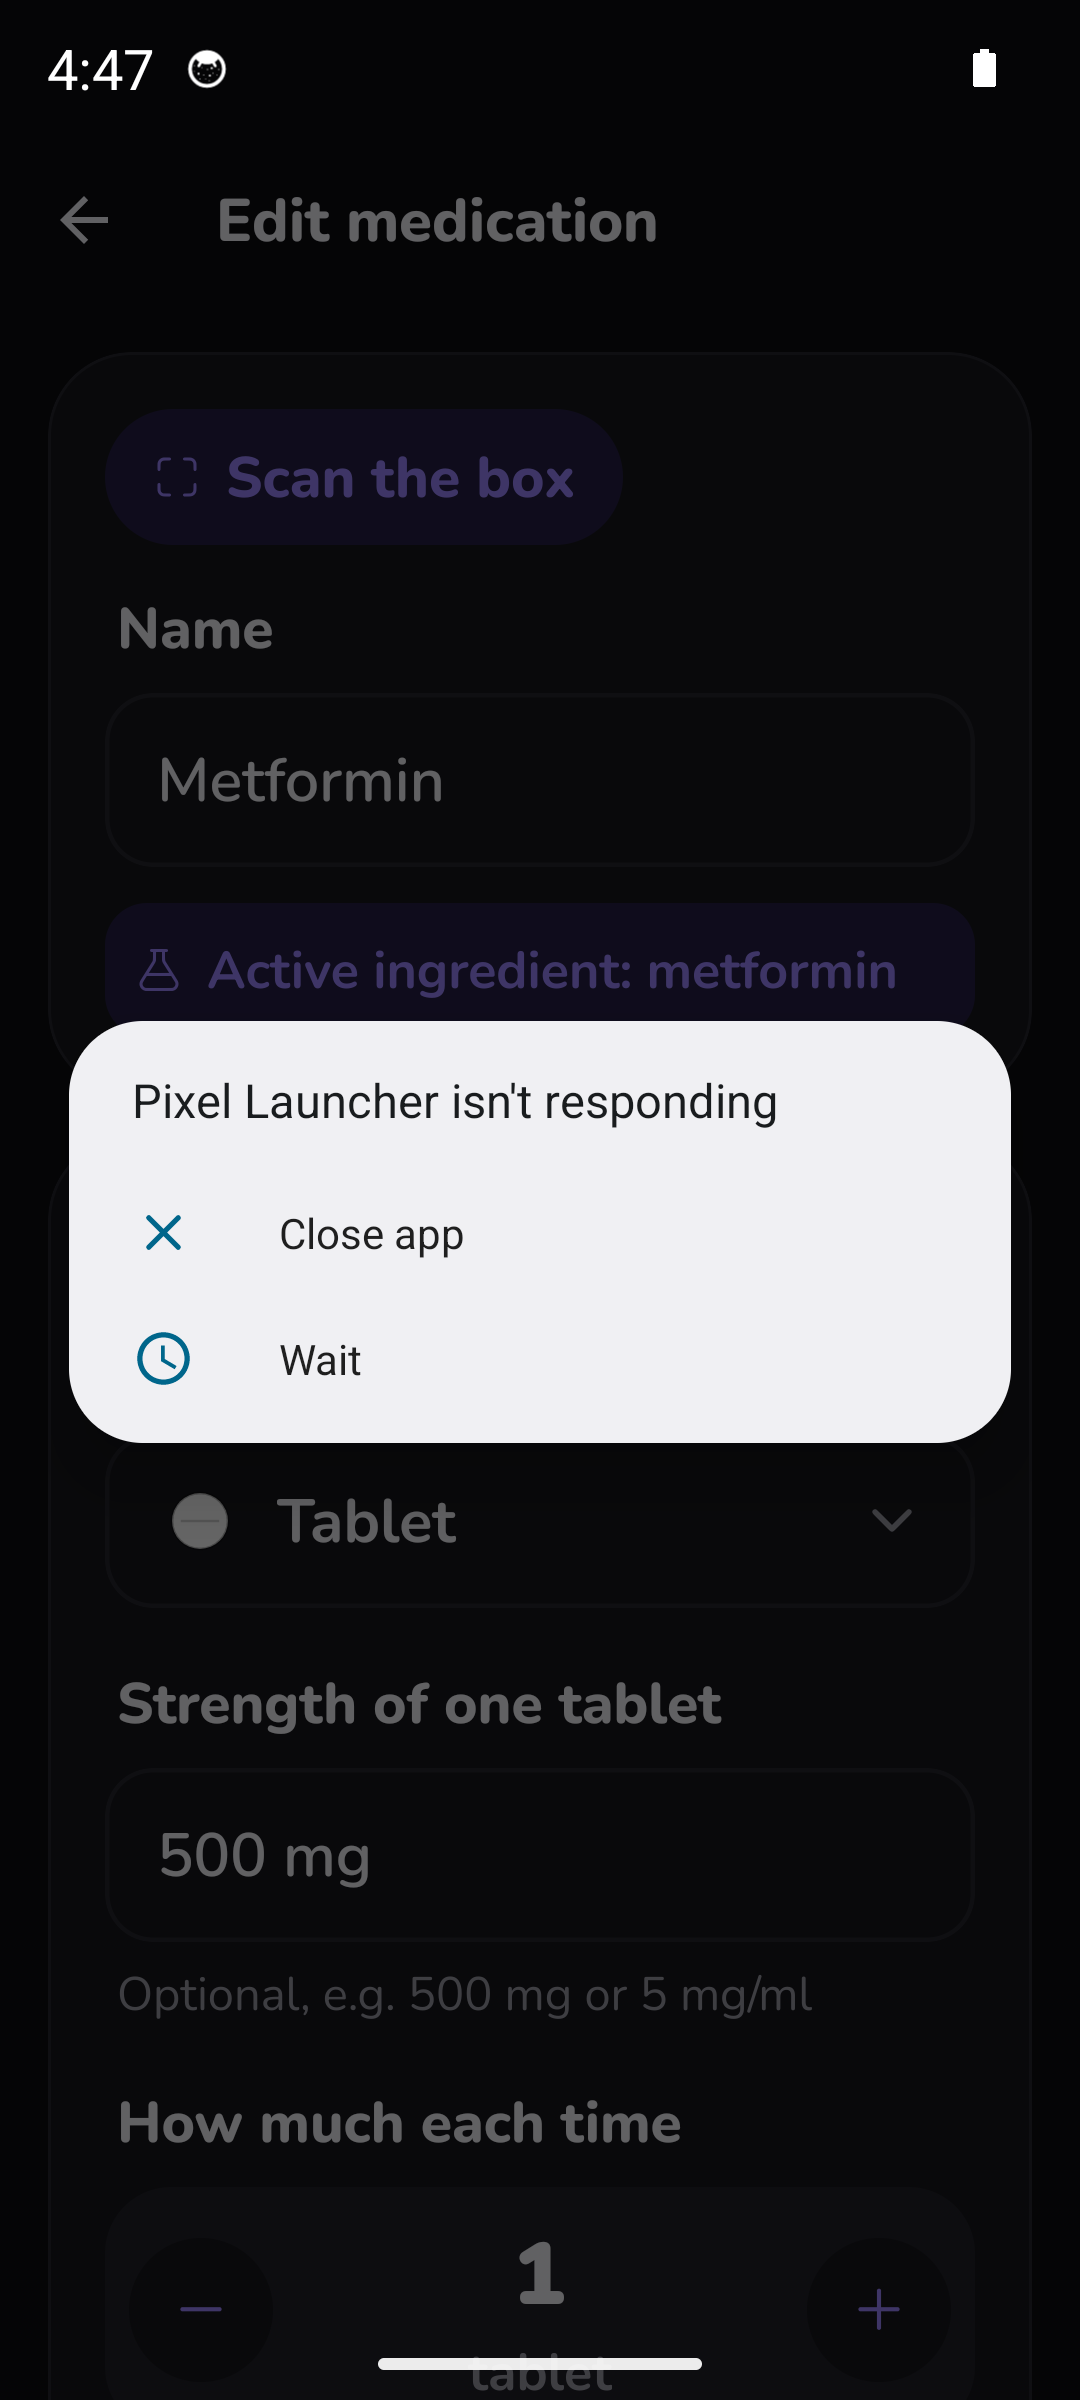 4:47
Edit medication
Scan the box
Name
Metformin
Active ingredient: metformin
Pixel Launcher isn't responding
Close app
Wait
Tablet
Strength of one tablet
500 mg
Optional, e.g. 500 mg or 5 mg/ml
How much each time
1
tablet